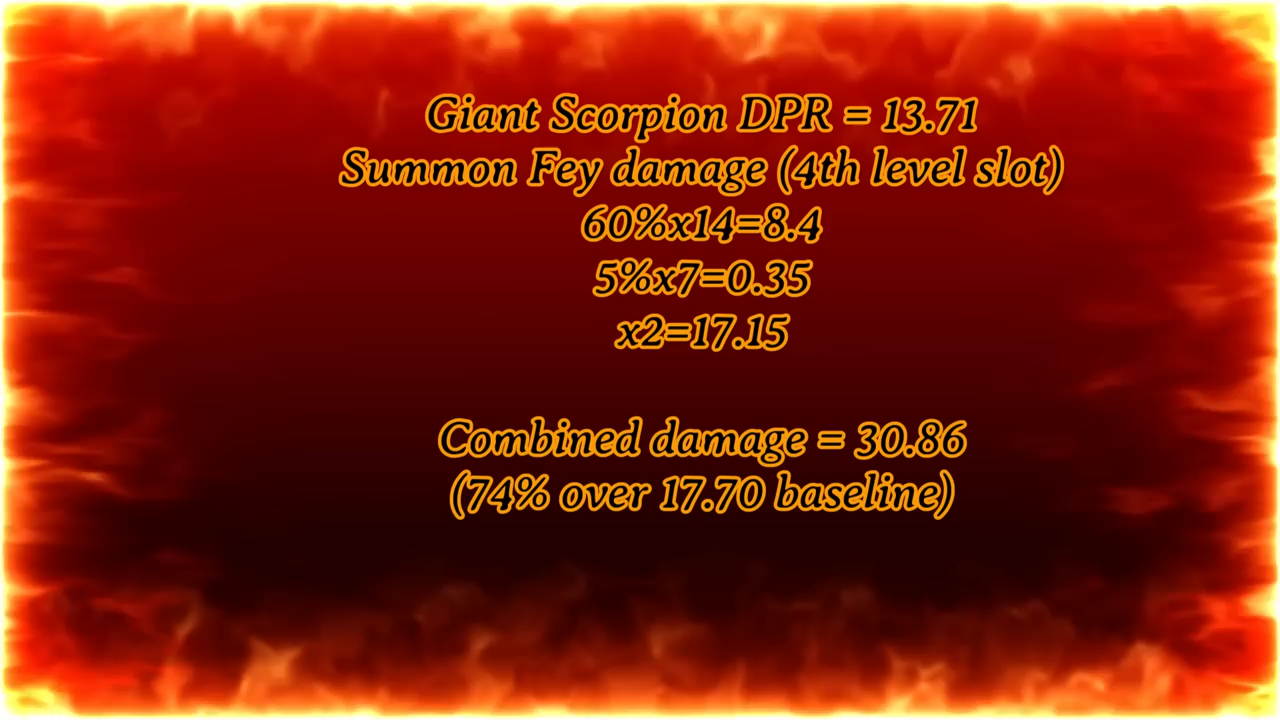 Giant Scorpion DPR = 13.71
Summon Fey damage (4th level slot)
60%x14=8.4
5%x7=0.35
x2=17.15
Combined damage = 30.86
(74% over 17.70 baseline)